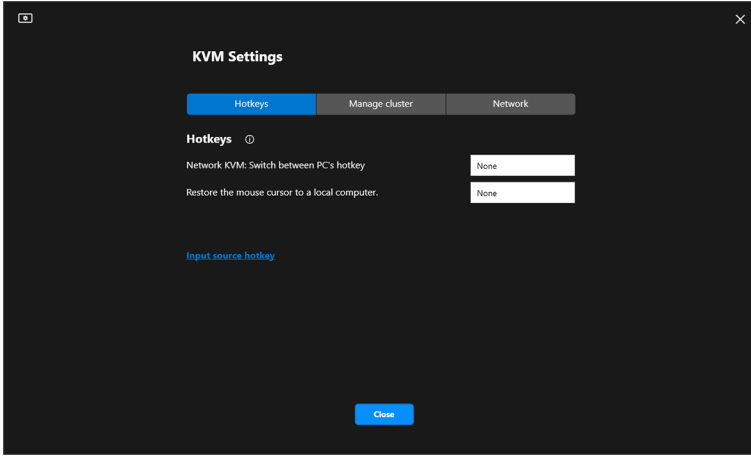 KVM Settings
Hotkeys Manage cluster Network
Hotkeys
Network KVM: Switch between PC's hotkey None
Restore the mouse cursor to a local computer. None
Input source hotkey
Close